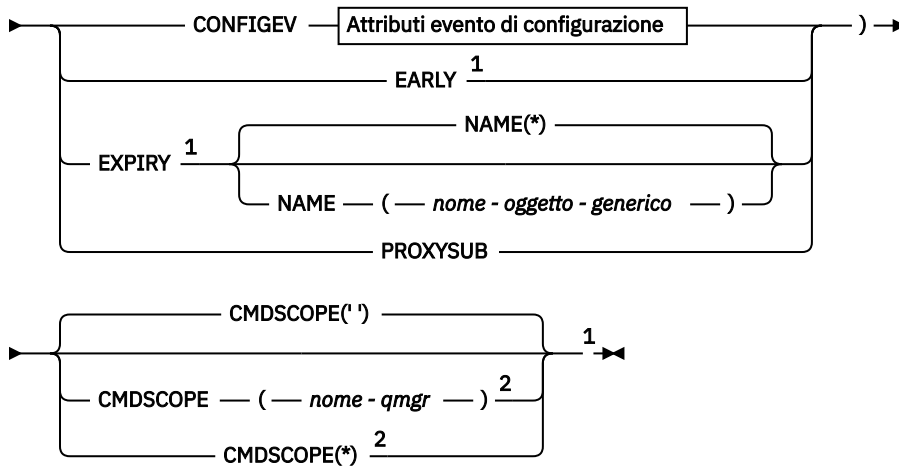 CONFIGEV Attributi evento di configurazione )
EARLY 1
NAME(*)
EXPIRY 1
NAME ( nome - oggetto - generico )
PROXYSUB
CMDSCOPE(' ')
1
CMDSCOPE ( nome - qmgr ) 2
CMDSCOPE(*) 2